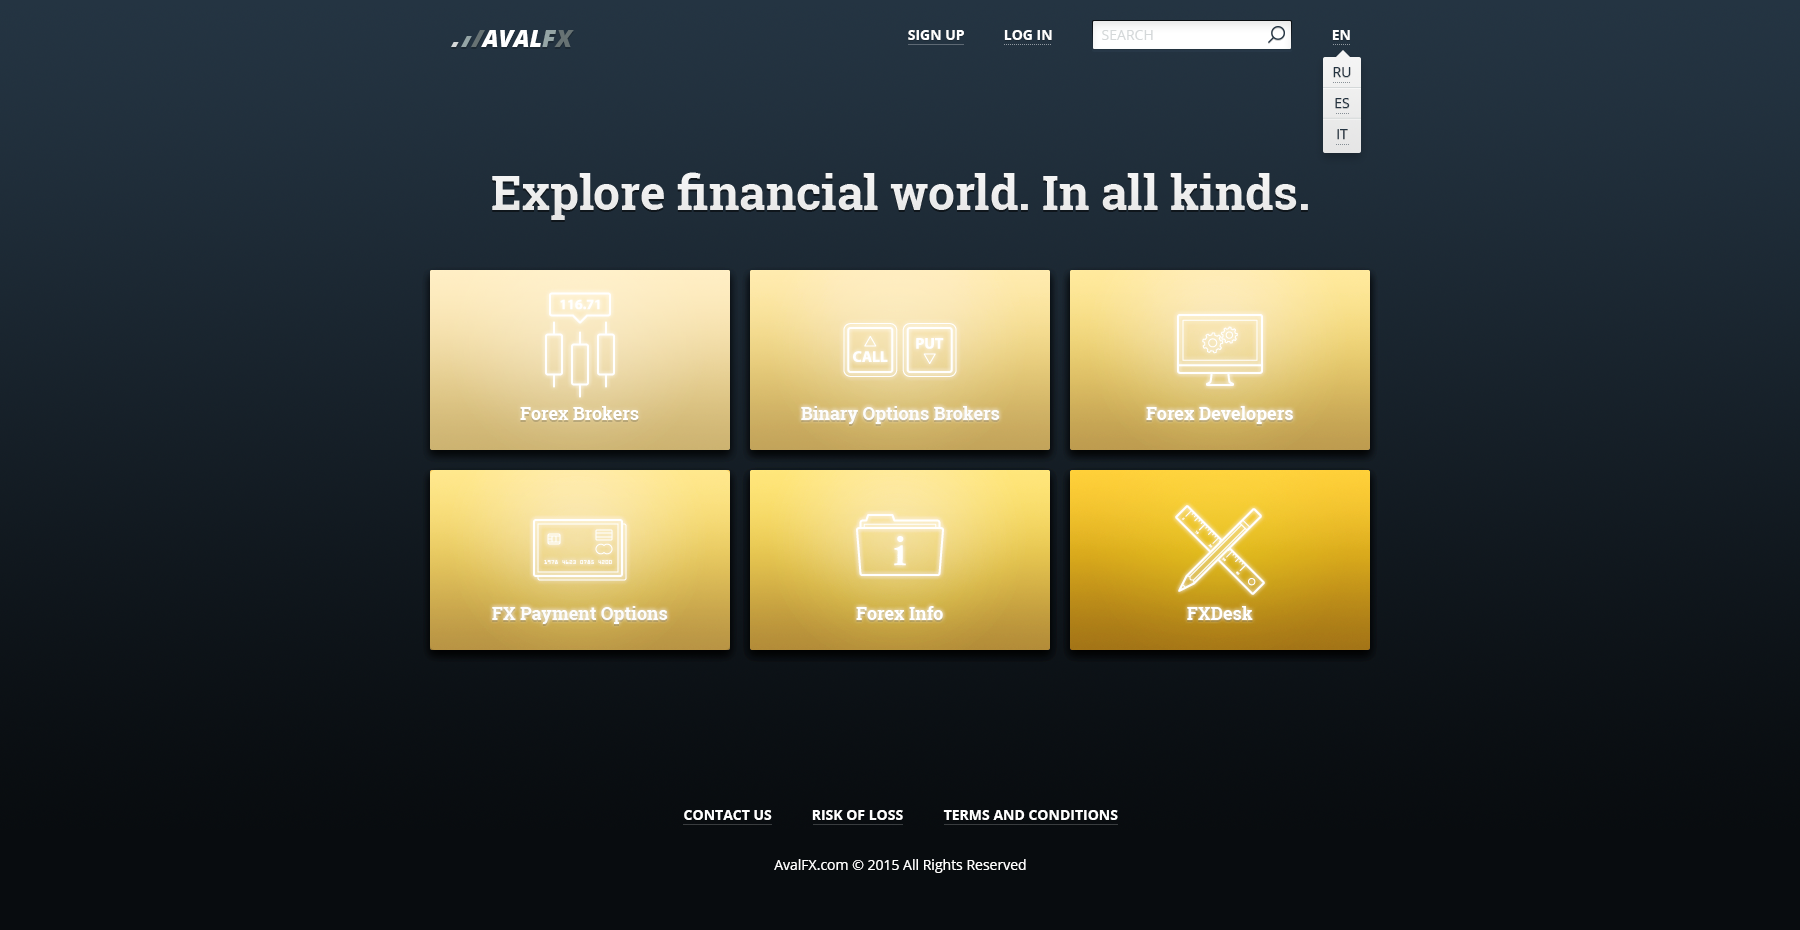 AVALFX
SIGN UP
LOG IN
SEARCH
EN
RU
ES
IT
Explore financial world. In all kinds.
116.71
Forex Brokers
CALL
PUT
Binary Options Brokers
Forex Developers
FX Payment Options
i
Forex Info
FXDesk
CONTACT US
RISK OF LOSS
TERMS AND CONDITIONS
AvalFX.com © 2015 All Rights Reserved